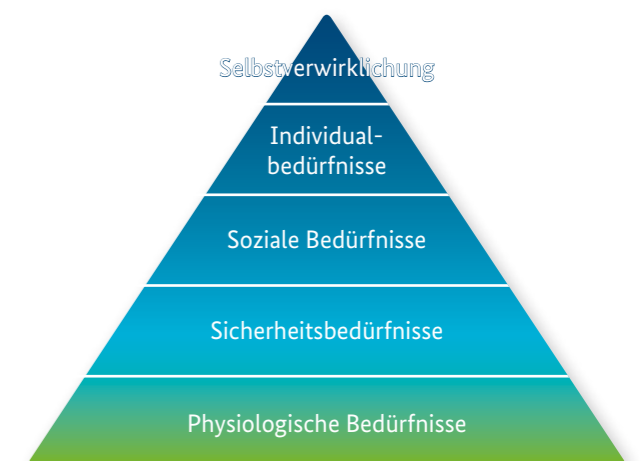 Selbstverwirklichung
Individual-
bedürfnisse
Soziale Bedürfnisse
Sicherheitsbedürfnisse
Physiologische Bedürfnisse